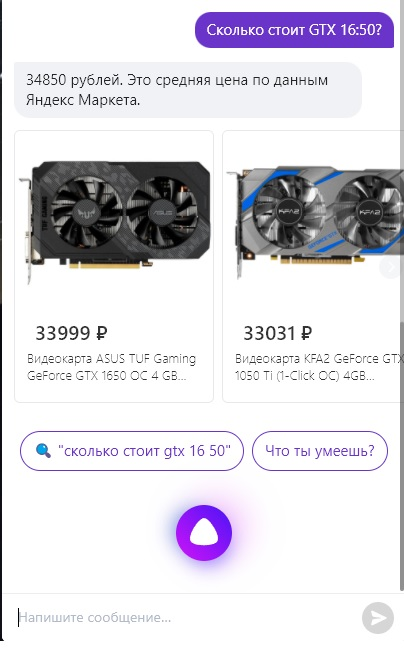 Сколько стоит GTX 16:50?
34850 рублей. Это средняя цена по данным
Яндекс Маркета.
33999 ₽
Видеокарта ASUS TUF Gaming
GeForce GTX 1650 OC 4 GB...
33031 ₽
Видеокарта KFA2 GeForce GTX
1050 Ti (1-Click OC) 4GB...
"сколько стоит gtx 16 50"
Что ты умеешь?
Напишите сообщение...